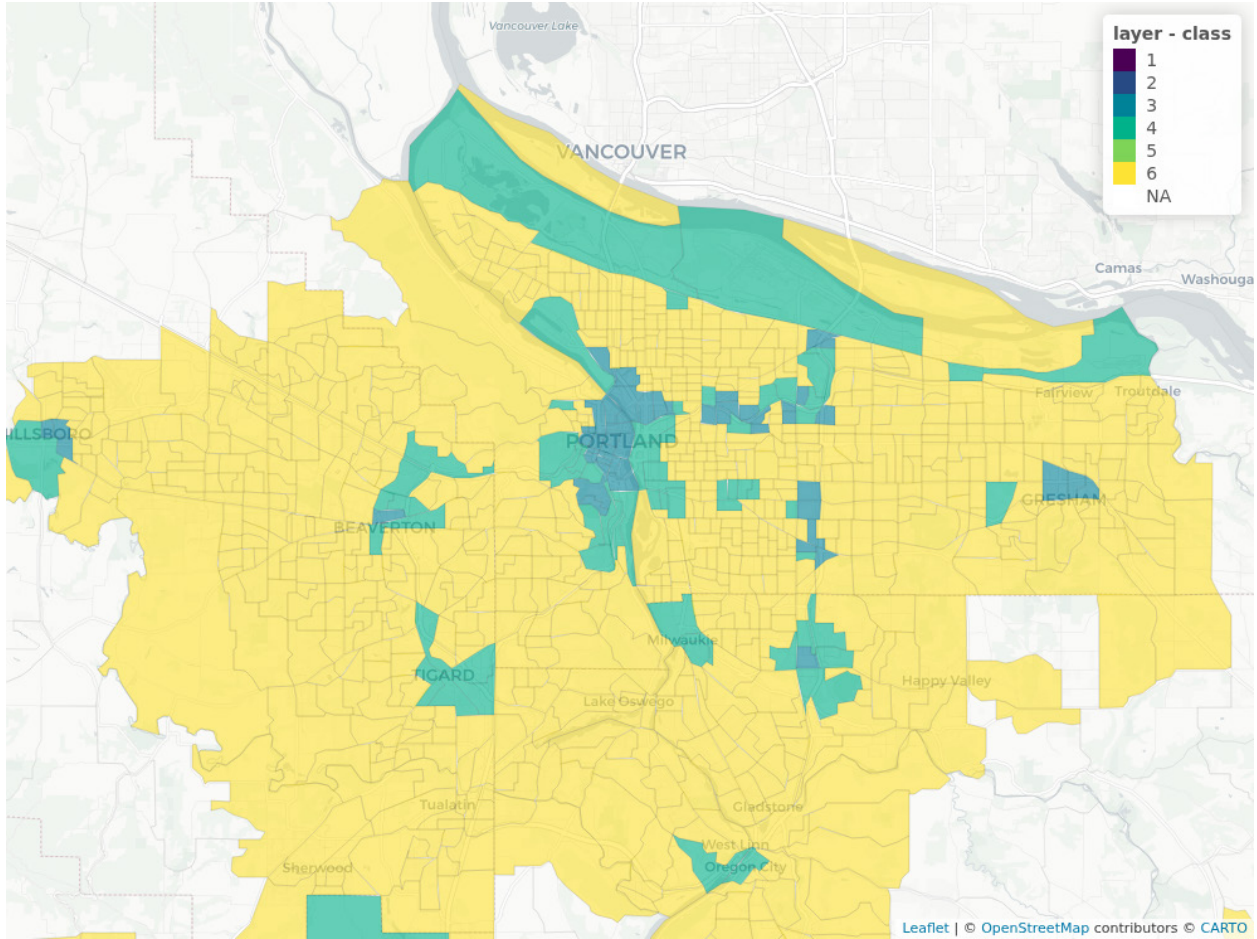 Vancouver Lake
layer - class
1
2
3
4
5
6
NA
VANCOUVER
Camas
Washouga
Fairview
Troutdale
ILLSBORO
PORTLAND
GRESHAM
BEAVERTON
Milwaukie
TIGARD
Happy Valley
Lake Oswego
Tualatin
Gladstone
West Linn
Sherwood
Oregon City
Leaflet | © OpenStreetMap contributors © CARTO